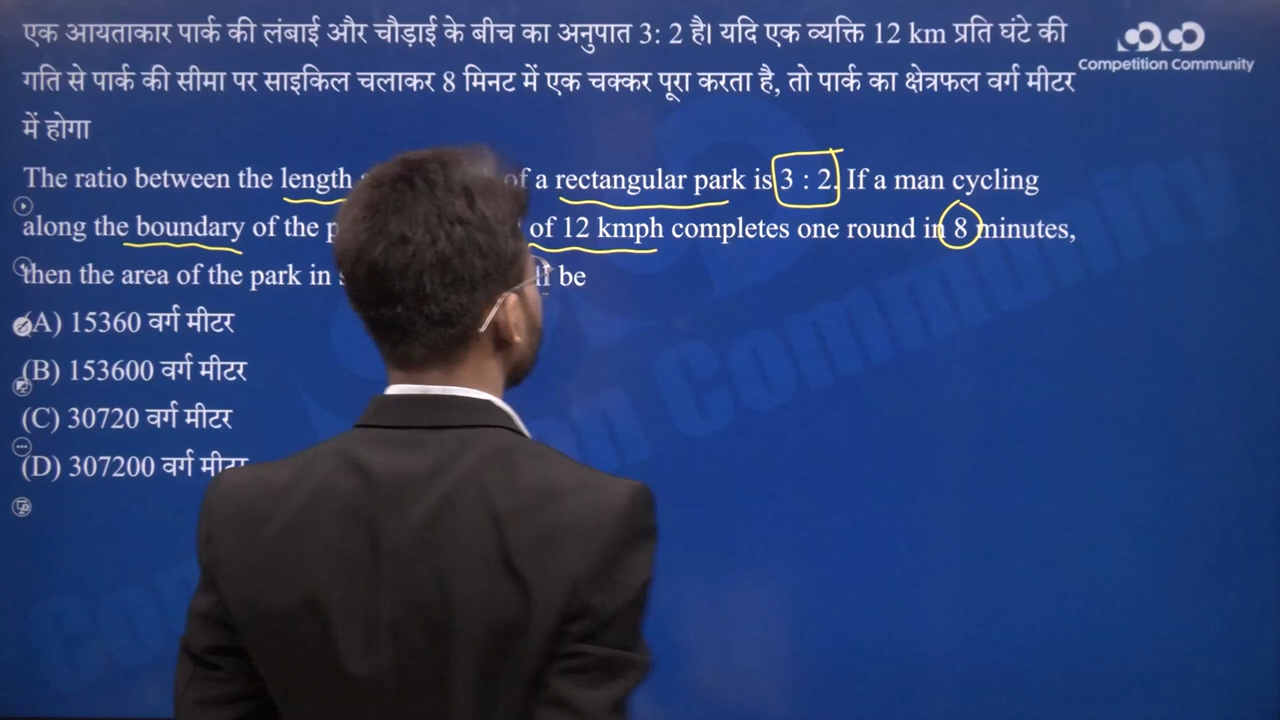 एक आयताकार पार्क की लंबाई और चौड़ाई के बीच का अनुपात 3: 2 है। यदि एक व्यक्ति 12 km प्रति घंटे की
Competition Community
गति से पार्क की सीमा पर साइकिल चलाकर 8 मिनट में एक चक्कर पूरा करता है, तो पार्क का क्षेत्रफल वर्ग मीटर
में होगा
The ratio between the length of a rectangular park is 3 : 2. If a man cycling
along the boundary of the of 12 kmph completes one round in 8 minutes,
then the area of the park in be
(A) 15360 वर्ग मीटर
(B) 153600 वर्ग मीटर
(C) 30720 वर्ग मीटर
(D) 307200 वर्ग मीटर
Competition Community